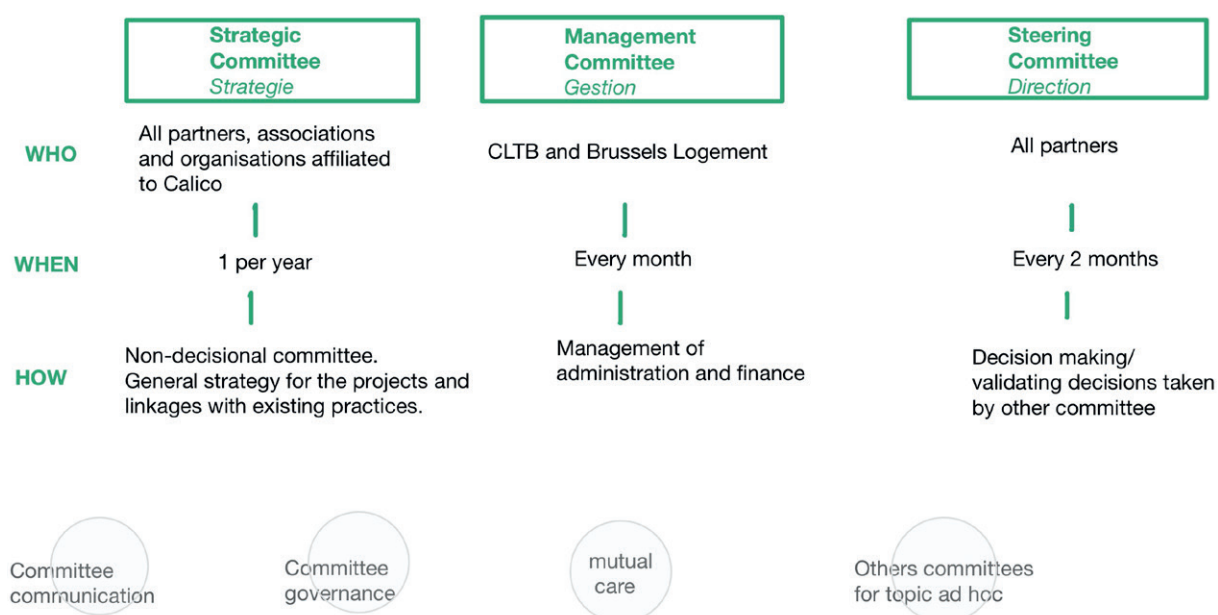 Strategic
Committee
Strategie
Management
Committee
Gestion
Steering
Committee
Direction
WHO
All partners, associations
and organisations affiliated
to Calico
CLTB and Brussels Logement
All partners
WHEN
1 per year
Every month
Every 2 months
HOW
Non-decisional committee.
General strategy for the projects and
linkages with existing practices.
Management of
administration and finance
Decision making/
validating decisions taken
by other committee
Committee
communication
Committee
governance
mutual
care
Others committees
for topic ad hoc